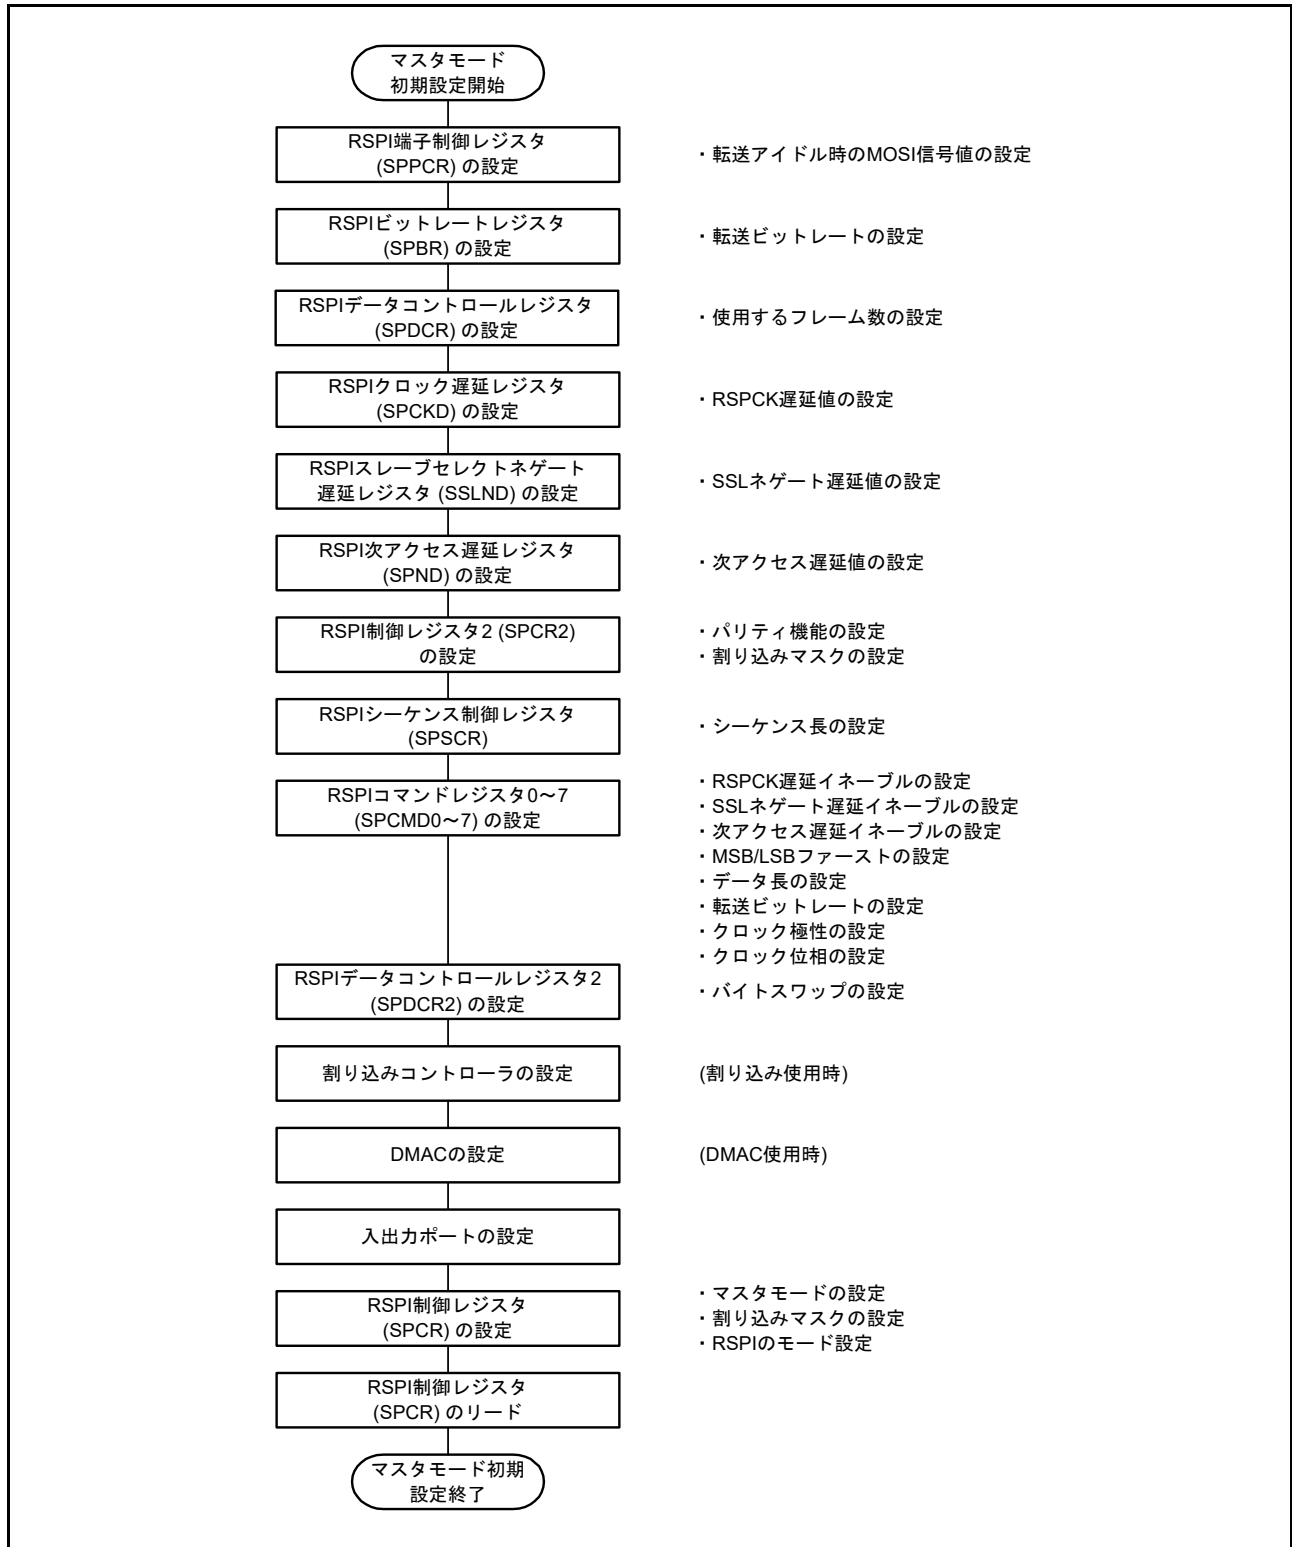 マスタモード
初期設定開始
RSPI端子制御レジスタ
(SPPCR) の設定
・転送アイドル時のMOSI信号値の設定
RSPIビットレートレジスタ
(SPBR) の設定
・転送ビットレートの設定
RSPIデータコントロールレジスタ
(SPDCR) の設定
・使用するフレーム数の設定
RSPIクロック遅延レジスタ
(SPCKD) の設定
・RSPCK遅延値の設定
RSPIスレーブセレクトネゲート
遅延レジスタ (SSLND) の設定
・SSLネゲート遅延値の設定
RSPI次アクセス遅延レジスタ
(SPND) の設定
・次アクセス遅延値の設定
RSPI制御レジスタ2 (SPCR2)
の設定
・パリティ機能の設定
・割り込みマスクの設定
RSPIシーケンス制御レジスタ
(SPSCR)
・シーケンス長の設定
RSPIコマンドレジスタ0～7
(SPCMD0～7) の設定
・RSPCK遅延イネーブルの設定
・SSLネゲート遅延イネーブルの設定
・次アクセス遅延イネーブルの設定
・MSB/LSBファーストの設定
・データ長の設定
・転送ビットレートの設定
・クロック極性の設定
・クロック位相の設定
RSPIデータコントロールレジスタ2
(SPDCR2) の設定
・バイトスワップの設定
割り込みコントローラの設定
(割り込み使用時)
DMACの設定
(DMAC使用時)
入出力ポートの設定
RSPI制御レジスタ
(SPCR) の設定
・マスタモードの設定
・割り込みマスクの設定
・RSPIのモード設定
RSPI制御レジスタ
(SPCR) のリード
マスタモード初期
設定終了